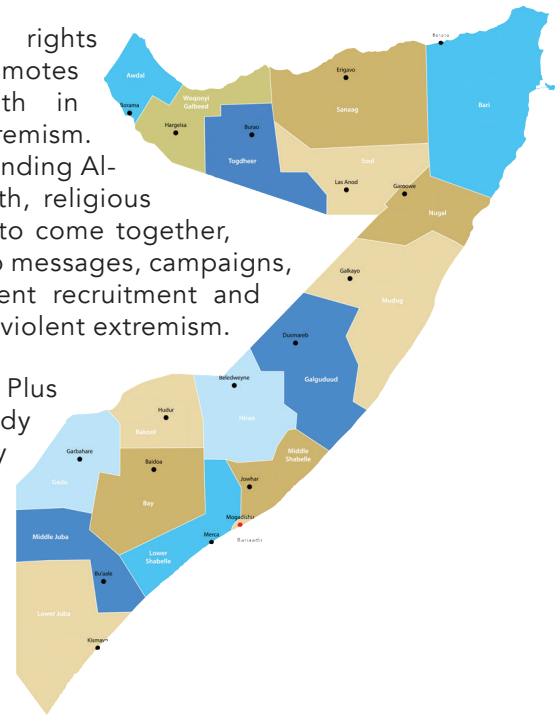 rights
motes
th in
remism.
nding Al-
th, religious
to come together,
o messages, campaigns,
ent recruitment and
violent extremism.
Plus
dy
y
Awdal
Borama
Woqooyi
Galbeed
Hargeisa
Togdheer
Burao
Erigavo
Sanaag
Sool
Las Anod
Bari
Garoowe
Nugal
Galkayo
Mudug
Dusmareb
Galguduud
Beledweyne
Hiran
Hudur
Bakool
Garbahare
Gedo
Baidoa
Bay
Middle
Shabelle
Jowhar
Mogadishu
Banaadir
Merca
Lower
Shabelle
Middle Juba
Bu'aale
Lower Juba
Kismayo